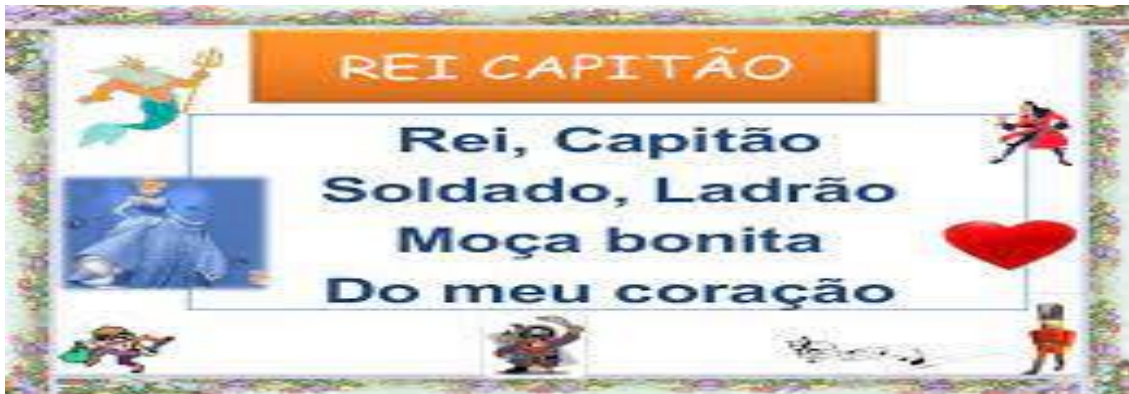 REI CAPITÃO
Rei, Capitão
Soldado, Ladrão
Moça bonita
Do meu coração